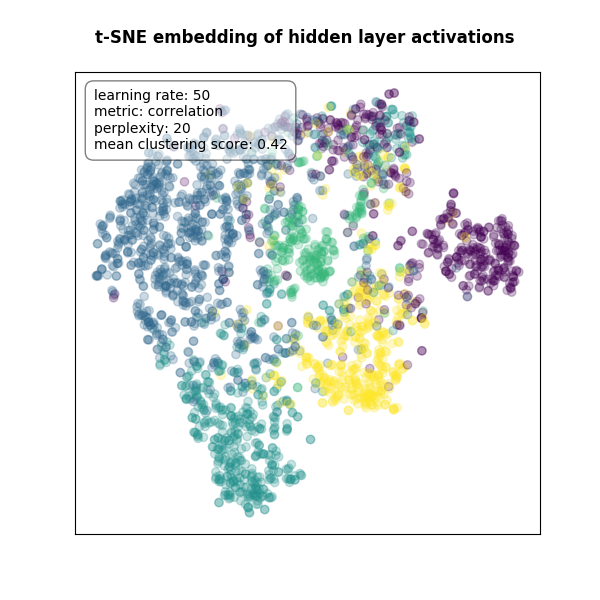 t-SNE embedding of hidden layer activations
learning rate: 50
metric: correlation
perplexity: 20
mean clustering score: 0.42